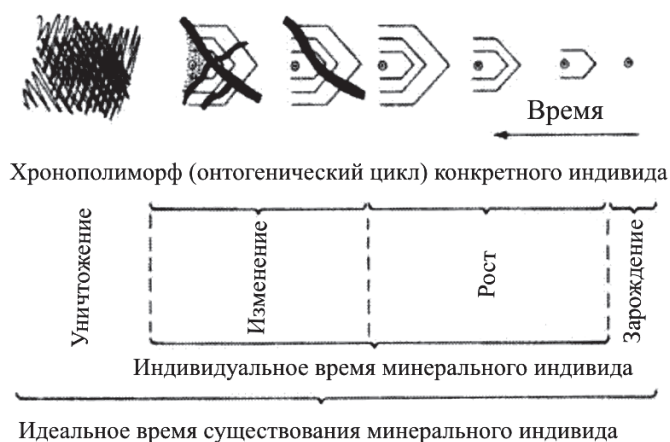 Время
Хронополиморф (онтогенический цикл) конкретного индивида
Уничтожение
Изменение
Рост
Зарождение
Индивидуальное время минерального индивида
Идеальное время существования минерального индивида